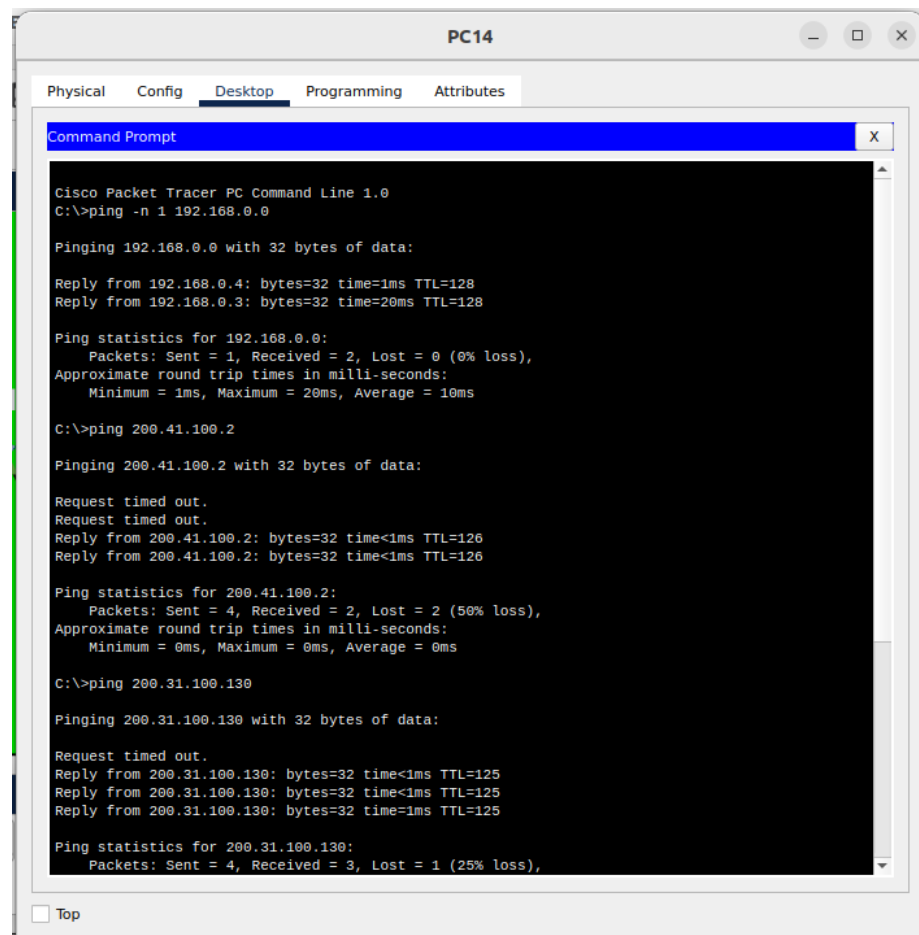 PC14
Physical Config Desktop Programming Attributes
Command Prompt X
Cisco Packet Tracer PC Command Line 1.0
C:\>ping -n 1 192.168.0.0
Pinging 192.168.0.0 with 32 bytes of data:
Reply from 192.168.0.4: bytes=32 time=1ms TTL=128
Reply from 192.168.0.3: bytes=32 time=20ms TTL=128
Ping statistics for 192.168.0.0:
Packets: Sent = 1, Received = 2, Lost = 0 (0% loss),
Approximate round trip times in milli-seconds:
Minimum = 1ms, Maximum = 20ms, Average = 10ms
C:\>ping 200.41.100.2
Pinging 200.41.100.2 with 32 bytes of data:
Request timed out.
Request timed out.
Reply from 200.41.100.2: bytes=32 time<1ms TTL=126
Reply from 200.41.100.2: bytes=32 time<1ms TTL=126
Ping statistics for 200.41.100.2:
Packets: Sent = 4, Received = 2, Lost = 2 (50% loss),
Approximate round trip times in milli-seconds:
Minimum = 0ms, Maximum = 0ms, Average = 0ms
C:\>ping 200.31.100.130
Pinging 200.31.100.130 with 32 bytes of data:
Request timed out.
Reply from 200.31.100.130: bytes=32 time<1ms TTL=125
Reply from 200.31.100.130: bytes=32 time<1ms TTL=125
Reply from 200.31.100.130: bytes=32 time=1ms TTL=125
Ping statistics for 200.31.100.130:
Packets: Sent = 4, Received = 3, Lost = 1 (25% loss),
Top